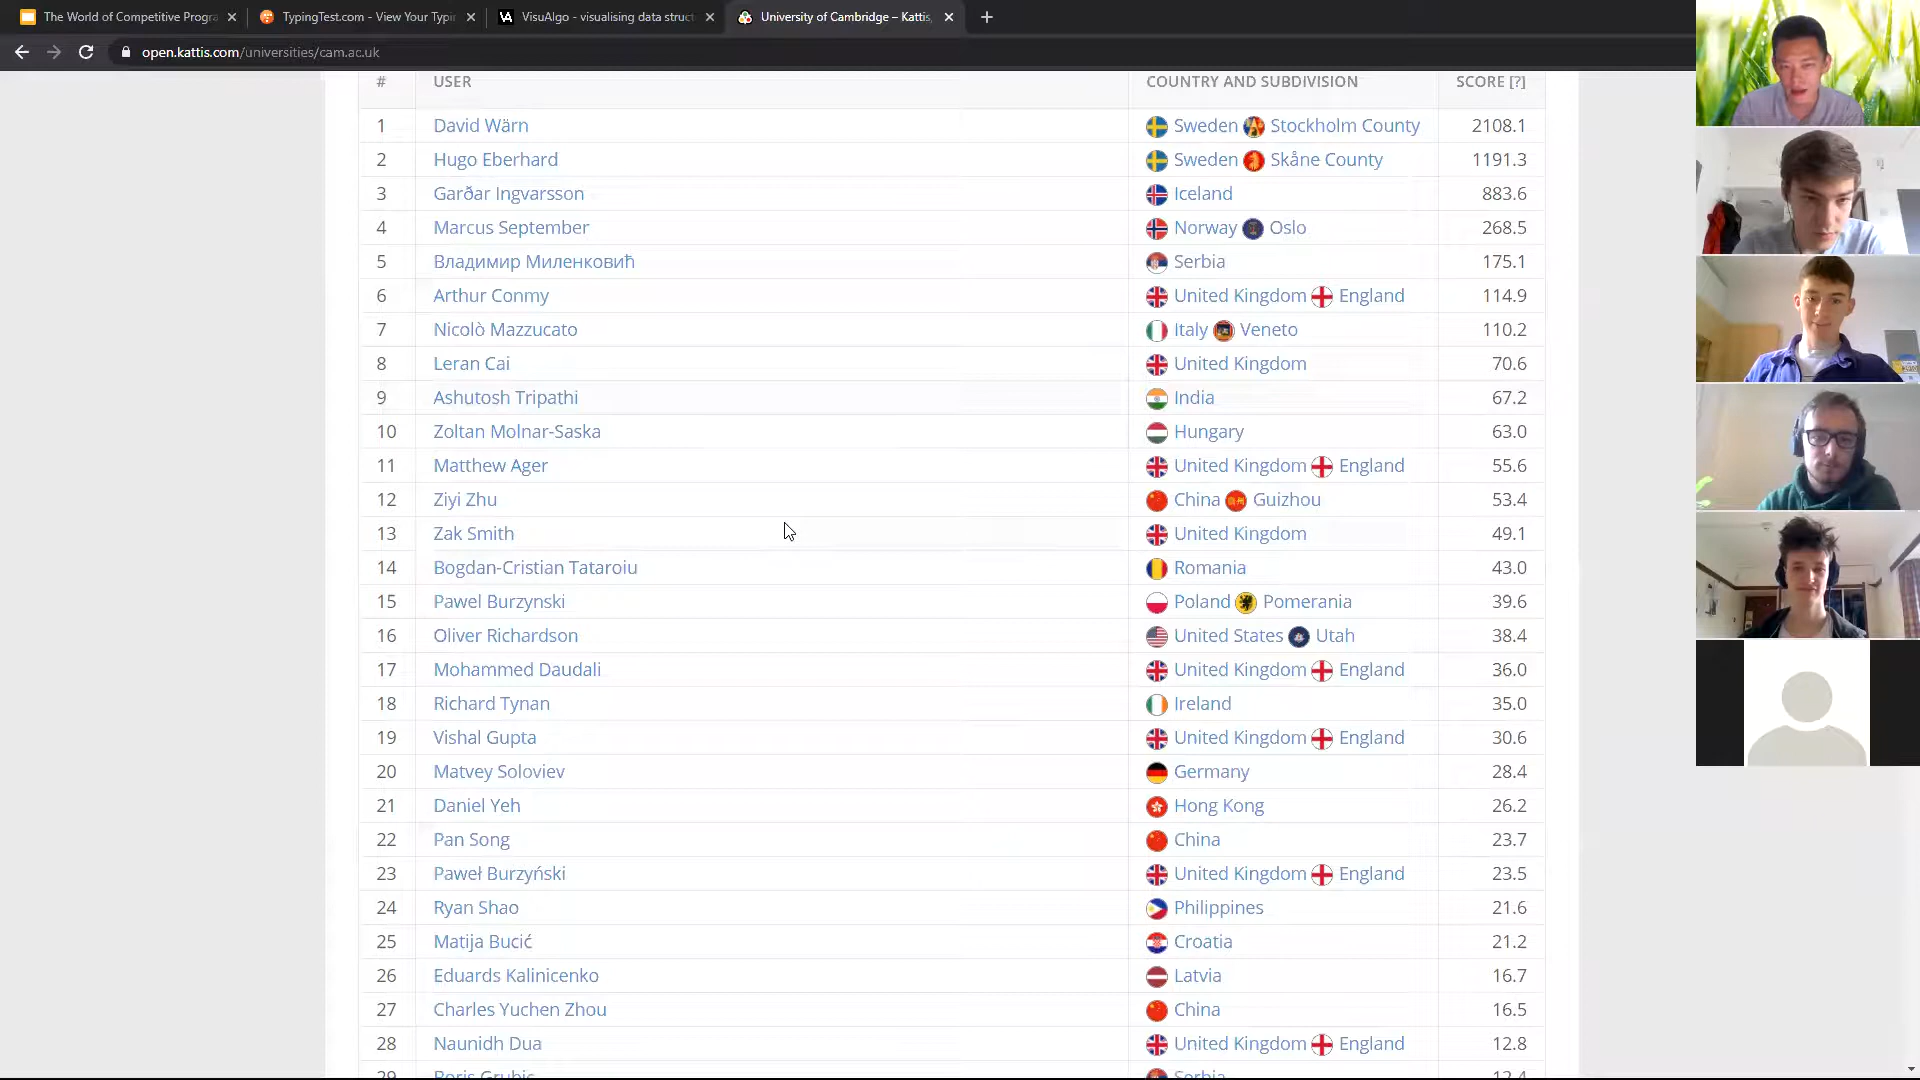 The World of Competitive Progra
TypingTest.com - View Your Typi
VisuAlgo - visualising data struct
University of Cambridge – Kattis,
open.kattis.com/universities/cam.ac.uk
# USER COUNTRY AND SUBDIVISION SCORE [?]
1 David Wärn Sweden Stockholm County 2108.1
2 Hugo Eberhard Sweden Skåne County 1191.3
3 Garðar Ingvarsson Iceland 883.6
4 Marcus September Norway Oslo 268.5
5 Владимир Миленковић Serbia 175.1
6 Arthur Conmy United Kingdom England 114.9
7 Nicolò Mazzucato Italy Veneto 110.2
8 Leran Cai United Kingdom 70.6
9 Ashutosh Tripathi India 67.2
10 Zoltan Molnar-Saska Hungary 63.0
11 Matthew Ager United Kingdom England 55.6
12 Ziyi Zhu China Guizhou 53.4
13 Zak Smith United Kingdom 49.1
14 Bogdan-Cristian Tataroiu Romania 43.0
15 Pawel Burzynski Poland Pomerania 39.6
16 Oliver Richardson United States Utah 38.4
17 Mohammed Daudali United Kingdom England 36.0
18 Richard Tynan Ireland 35.0
19 Vishal Gupta United Kingdom England 30.6
20 Matvey Soloviev Germany 28.4
21 Daniel Yeh Hong Kong 26.2
22 Pan Song China 23.7
23 Paweł Burzyński United Kingdom England 23.5
24 Ryan Shao Philippines 21.6
25 Matija Bucić Croatia 21.2
26 Eduards Kalinicenko Latvia 16.7
27 Charles Yuchen Zhou China 16.5
28 Naunidh Dua United Kingdom England 12.8
29 Boris Grubic Serbia 12.4